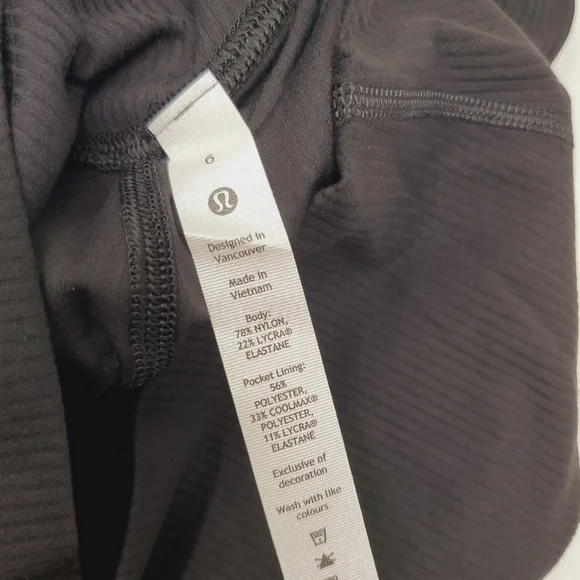 6
Designed in
Vancouver
Made in
Vietnam
Body:
78% NYLON,
22% LYCRA®
ELASTANE
Pocket Lining:
56%
POLYESTER,
33% COOLMAX®
POLYESTER,
11% LYCRA®
ELASTANE
Exclusive of
decoration
Wash with like
colours